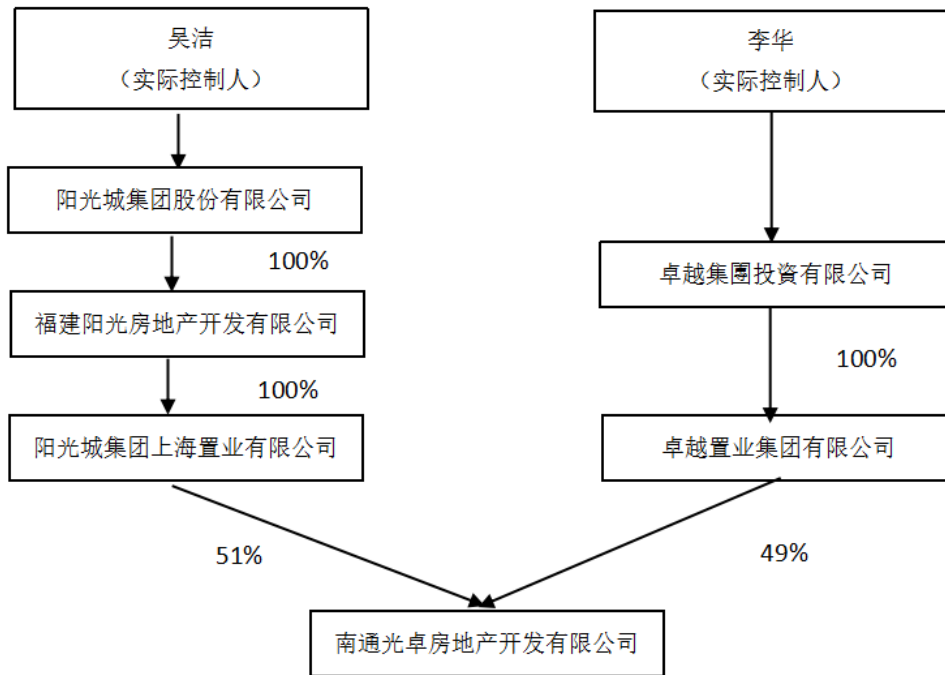 吴洁
（实际控制人）
李华
（实际控制人）
阳光城集团股份有限公司
100%
卓越集團投資有限公司
福建阳光房地产开发有限公司
100%
100%
阳光城集团上海置业有限公司
卓越置业集团有限公司
51%
49%
南通光卓房地产开发有限公司